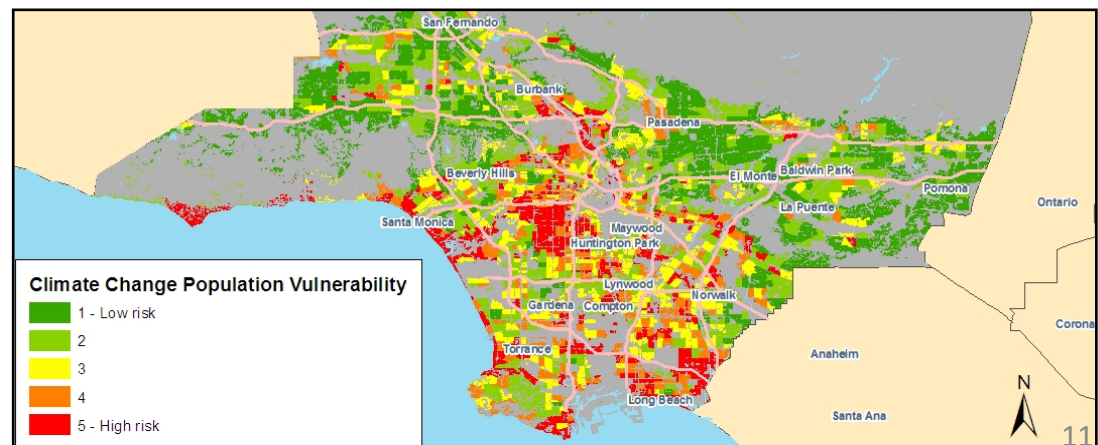 San Fernando
Burbank
Pasadena
Beverly Hills
El Monte
Baldwin Park
Pomona
La Puente
Ontario
Santa Monica
Maywood
Huntington Park
Climate Change Population Vulnerability
1 - Low risk
2
3
4
5 - High risk
Lynwood
Norwalk
Gardena
Compton
Corona
Torrance
Anaheim
Long Beach
Santa Ana
N
11